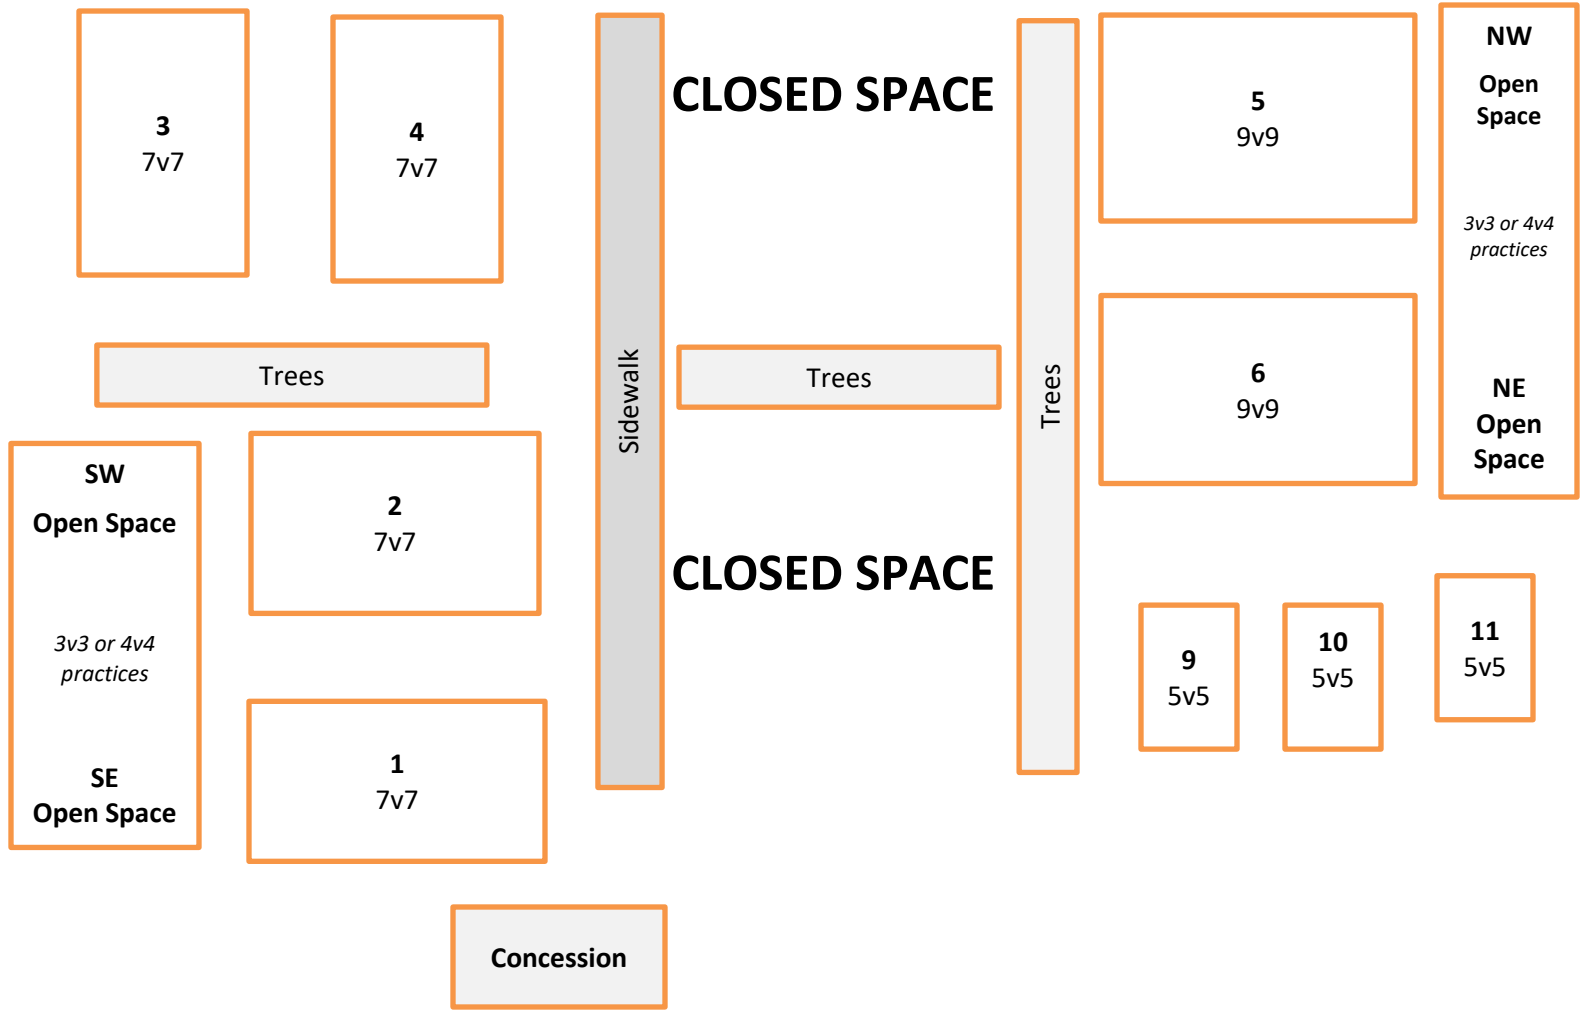 3
7v7
4
7v7
CLOSED SPACE
5
9v9
NW
Open
Space
3v3 or 4v4
practices
NE
Open
Space
Trees
Sidewalk
Trees
Trees
6
9v9
SW
Open Space
3v3 or 4v4
practices
SE
Open Space
2
7v7
CLOSED SPACE
9
5v5
10
5v5
11
5v5
1
7v7
Concession